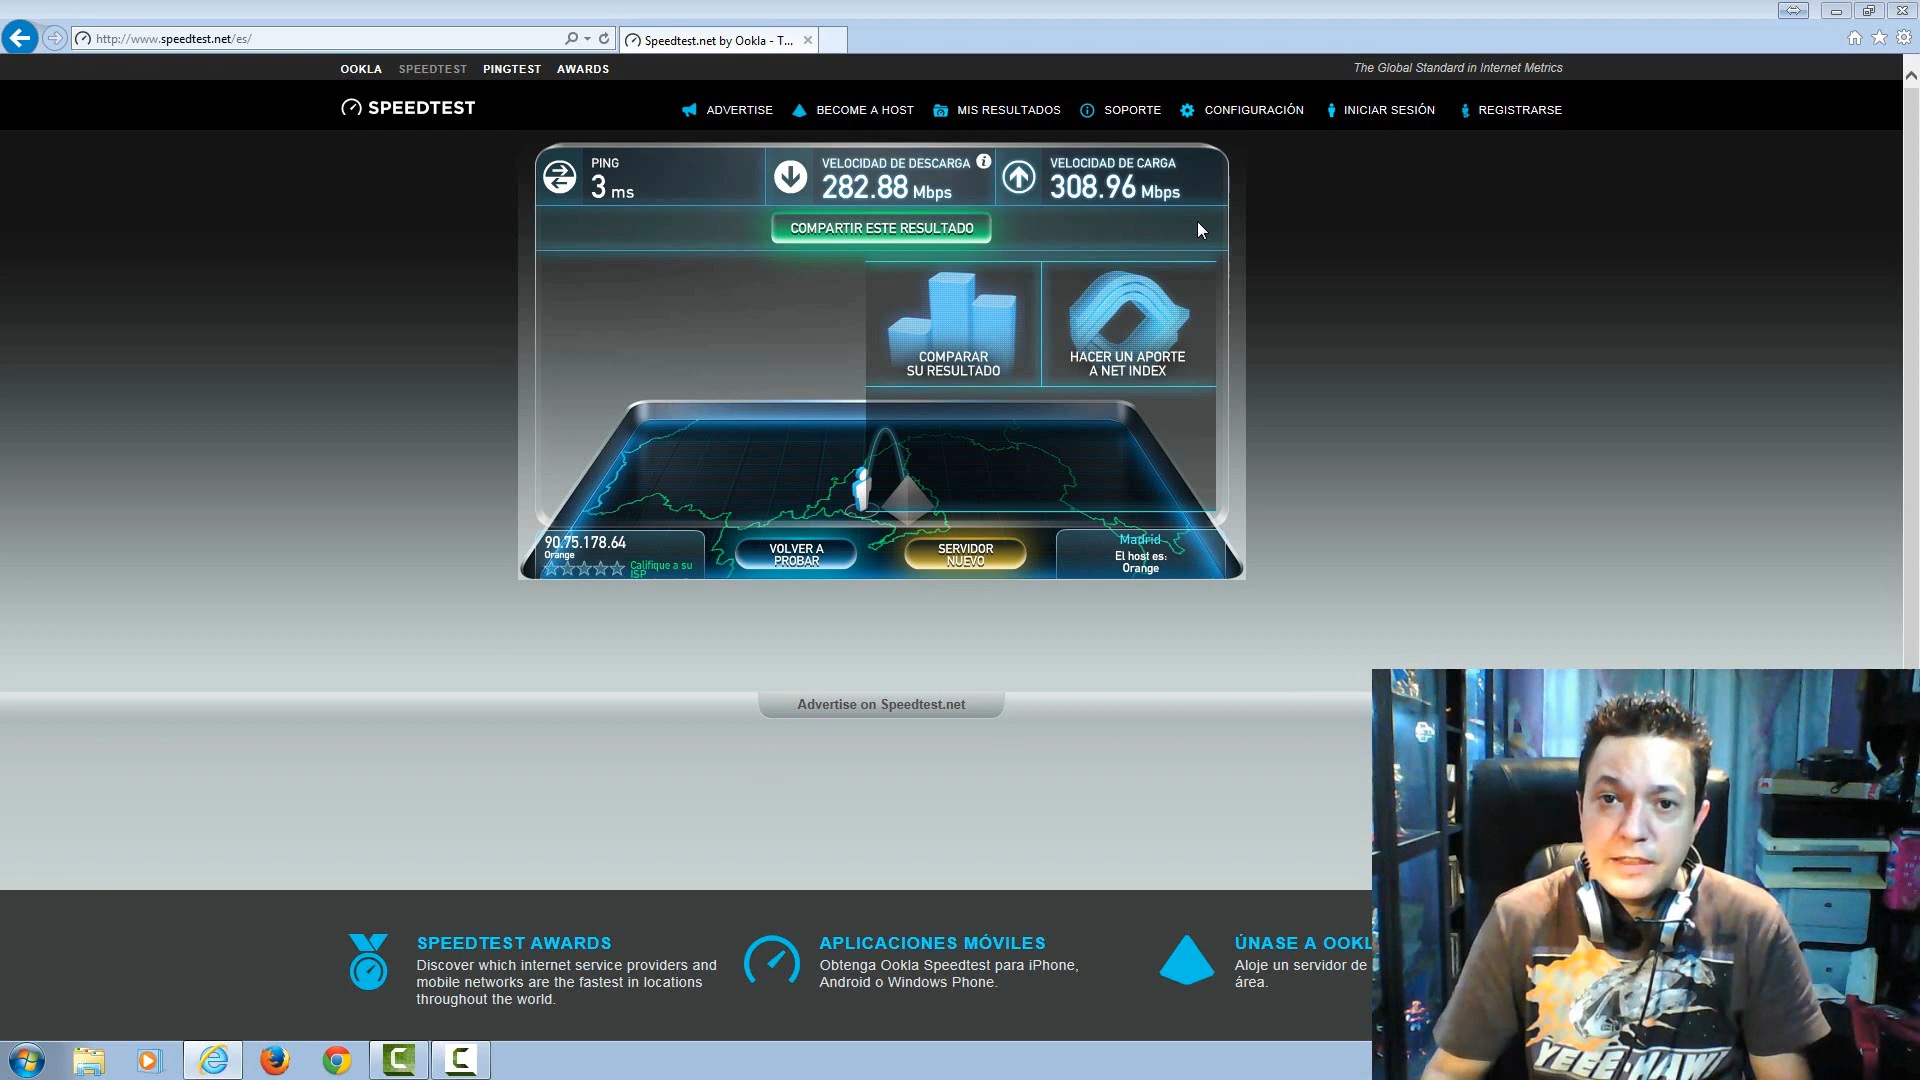 http://www.speedtest.net/es/
Speedtest.net by Ookla - T...
OOKLA SPEEDTEST PINGTEST AWARDS
The Global Standard in Internet Metrics
SPEEDTEST
ADVERTISE BECOME A HOST MIS RESULTADOS SOPORTE CONFIGURACIÓN INICIAR SESIÓN REGISTRARSE
PING
3 ms
VELOCIDAD DE DESCARGA
282.88 Mbps
VELOCIDAD DE CARGA
308.96 Mbps
COMPARTIR ESTE RESULTADO
COMPARAR
SU RESULTADO
HACER UN APORTE
A NET INDEX
90.75.178.64
Orange
Califique a su
ISP
VOLVER A
PROBAR
SERVIDOR
NUEVO
Madrid
El host es:
Orange
Advertise on Speedtest.net
SPEEDTEST AWARDS
Discover which internet service providers and
mobile networks are the fastest in locations
throughout the world.
APLICACIONES MÓVILES
Obtenga Ookla Speedtest para iPhone,
Android o Windows Phone.
ÚNASE A OOKL
Aloje un servidor de
área.
YEEE-HAW!